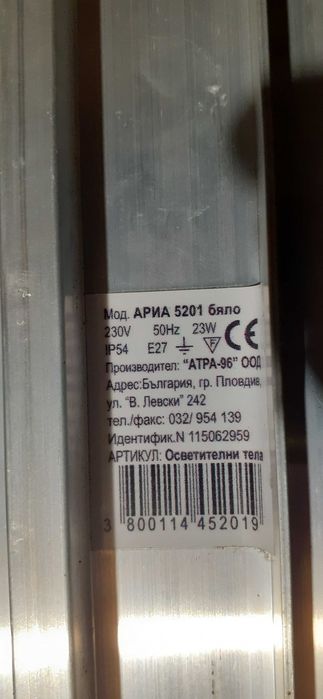 Мод. АРИА 5201 бяло
230V 50Hz 23W
IP54 E27 F CE
Производител: "АТРА-96" ООД
Адрес:България, гр. Пловдив,
ул. "В. Левски" 242
тел./факс: 032/ 954 139
Идентифик.N 115062959
АРТИКУЛ: Осветителни тела
3 800114 452019